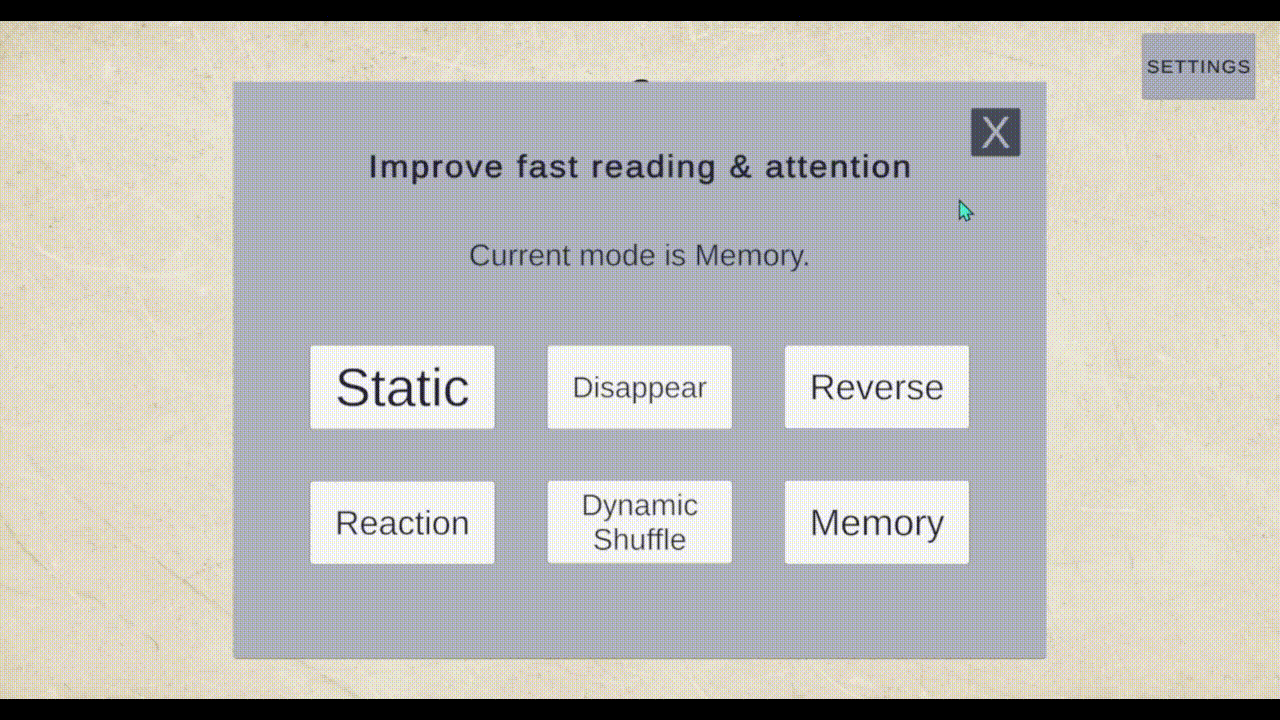 SETTINGS
X
Improve fast reading & attention
Current mode is Memory.
Static
Disappear
Reverse
Reaction
Dynamic
Shuffle
Memory